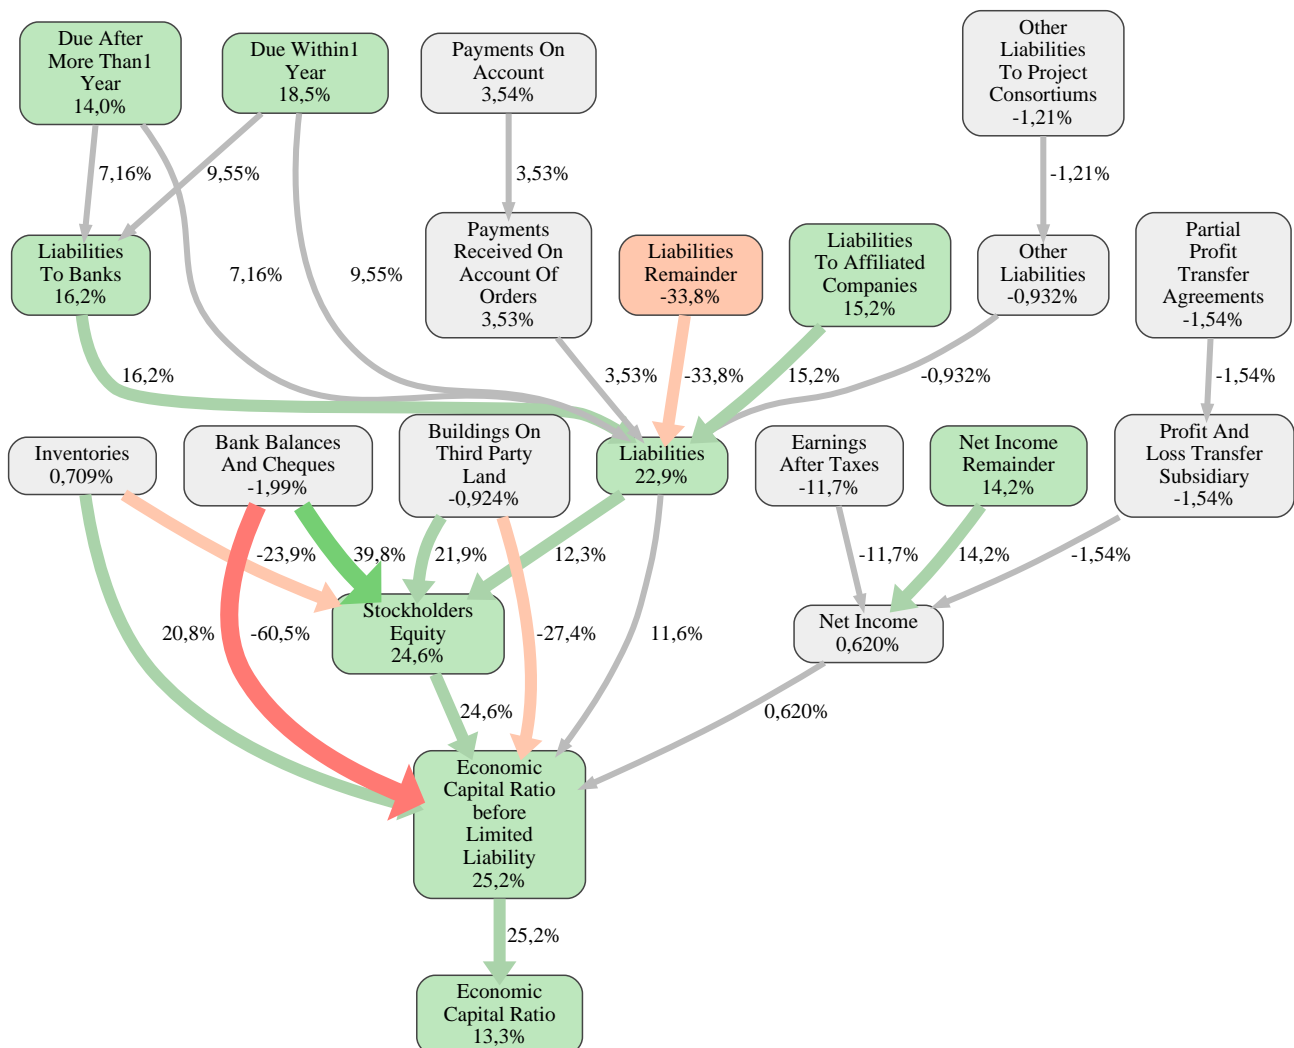 Due After
More Than1
Year
14,0%
Due Within1
Year
18,5%
Payments On
Account
3,54%
Other
Liabilities
To Project
Consortiums
-1,21%
7,16%
9,55%
3,53%
-1,21%
Liabilities
To Banks
16,2%
Payments
Received On
Account Of
Orders
3,53%
Liabilities
Remainder
-33,8%
Liabilities
To Affiliated
Companies
15,2%
Other
Liabilities
-0,932%
Partial
Profit
Transfer
Agreements
-1,54%
7,16%
9,55%
16,2%
3,53%
-33,8%
15,2%
-0,932%
-1,54%
Inventories
0,709%
Bank Balances
And Cheques
-1,99%
Buildings On
Third Party
Land
-0,924%
Liabilities
22,9%
Earnings
After Taxes
-11,7%
Net Income
Remainder
14,2%
Profit And
Loss Transfer
Subsidiary
-1,54%
-23,9%
39,8%
21,9%
12,3%
-11,7%
14,2%
-1,54%
Stockholders
Equity
24,6%
Net Income
0,620%
20,8%
-60,5%
-27,4%
11,6%
24,6%
0,620%
Economic
Capital Ratio
before
Limited
Liability
25,2%
25,2%
Economic
Capital Ratio
13,3%